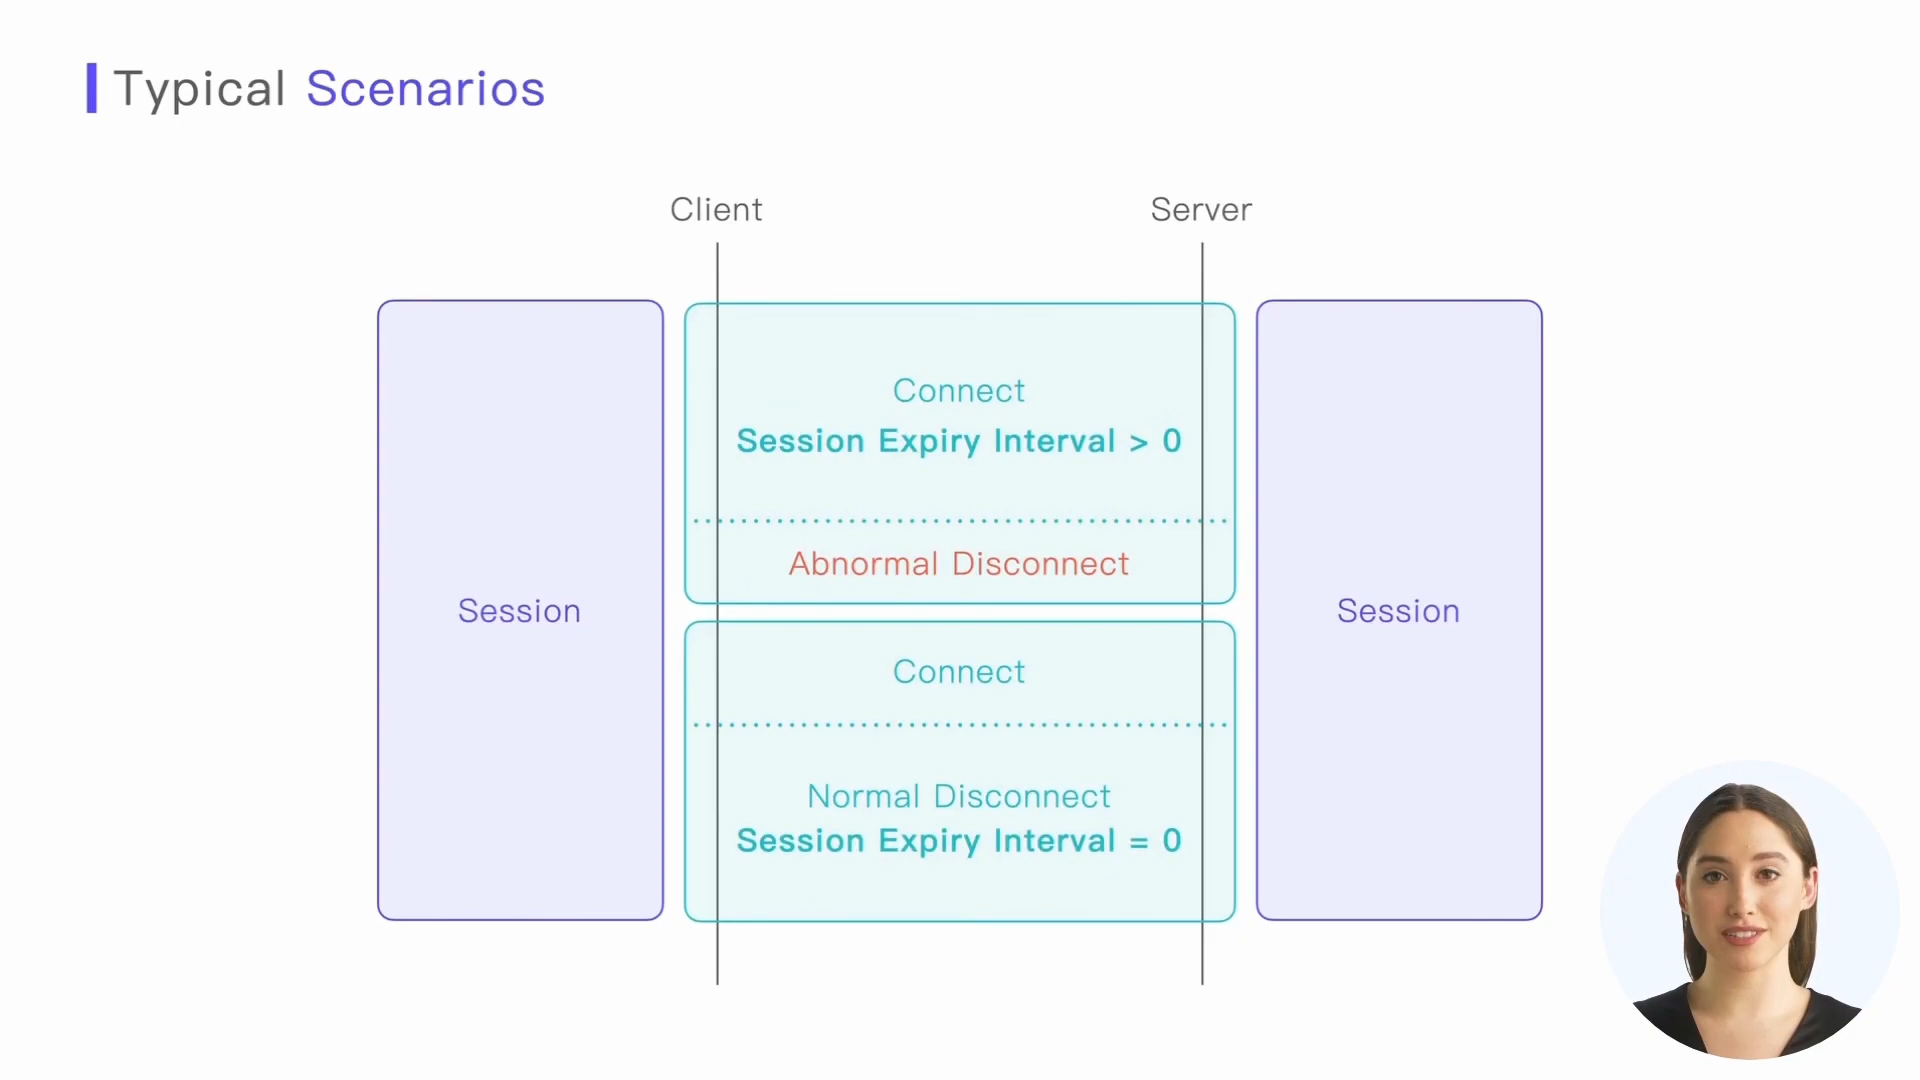 Typical Scenarios
Client
Server
Connect
Session Expiry Interval > 0
Abnormal Disconnect
Session
Session
Connect
Normal Disconnect
Session Expiry Interval = 0